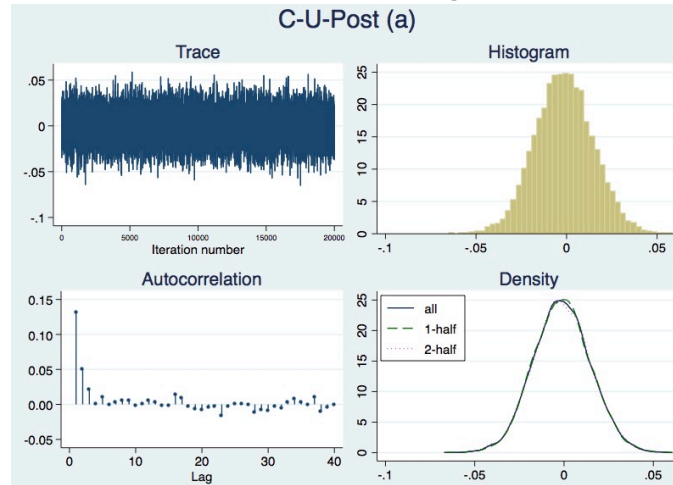 C-U-Post (a)
Trace
.05
0
-.05
-.1
0 5000 10000 15000 20000
Iteration number
Histogram
25
20
15
10
5
0
-.1 -.05 0 .05
Autocorrelation
0.15
0.10
0.05
0.00
-0.05
0 10 20 30 40
Lag
Density
all
1-half
2-half
25
20
15
10
5
0
-.1 -.05 0 .05